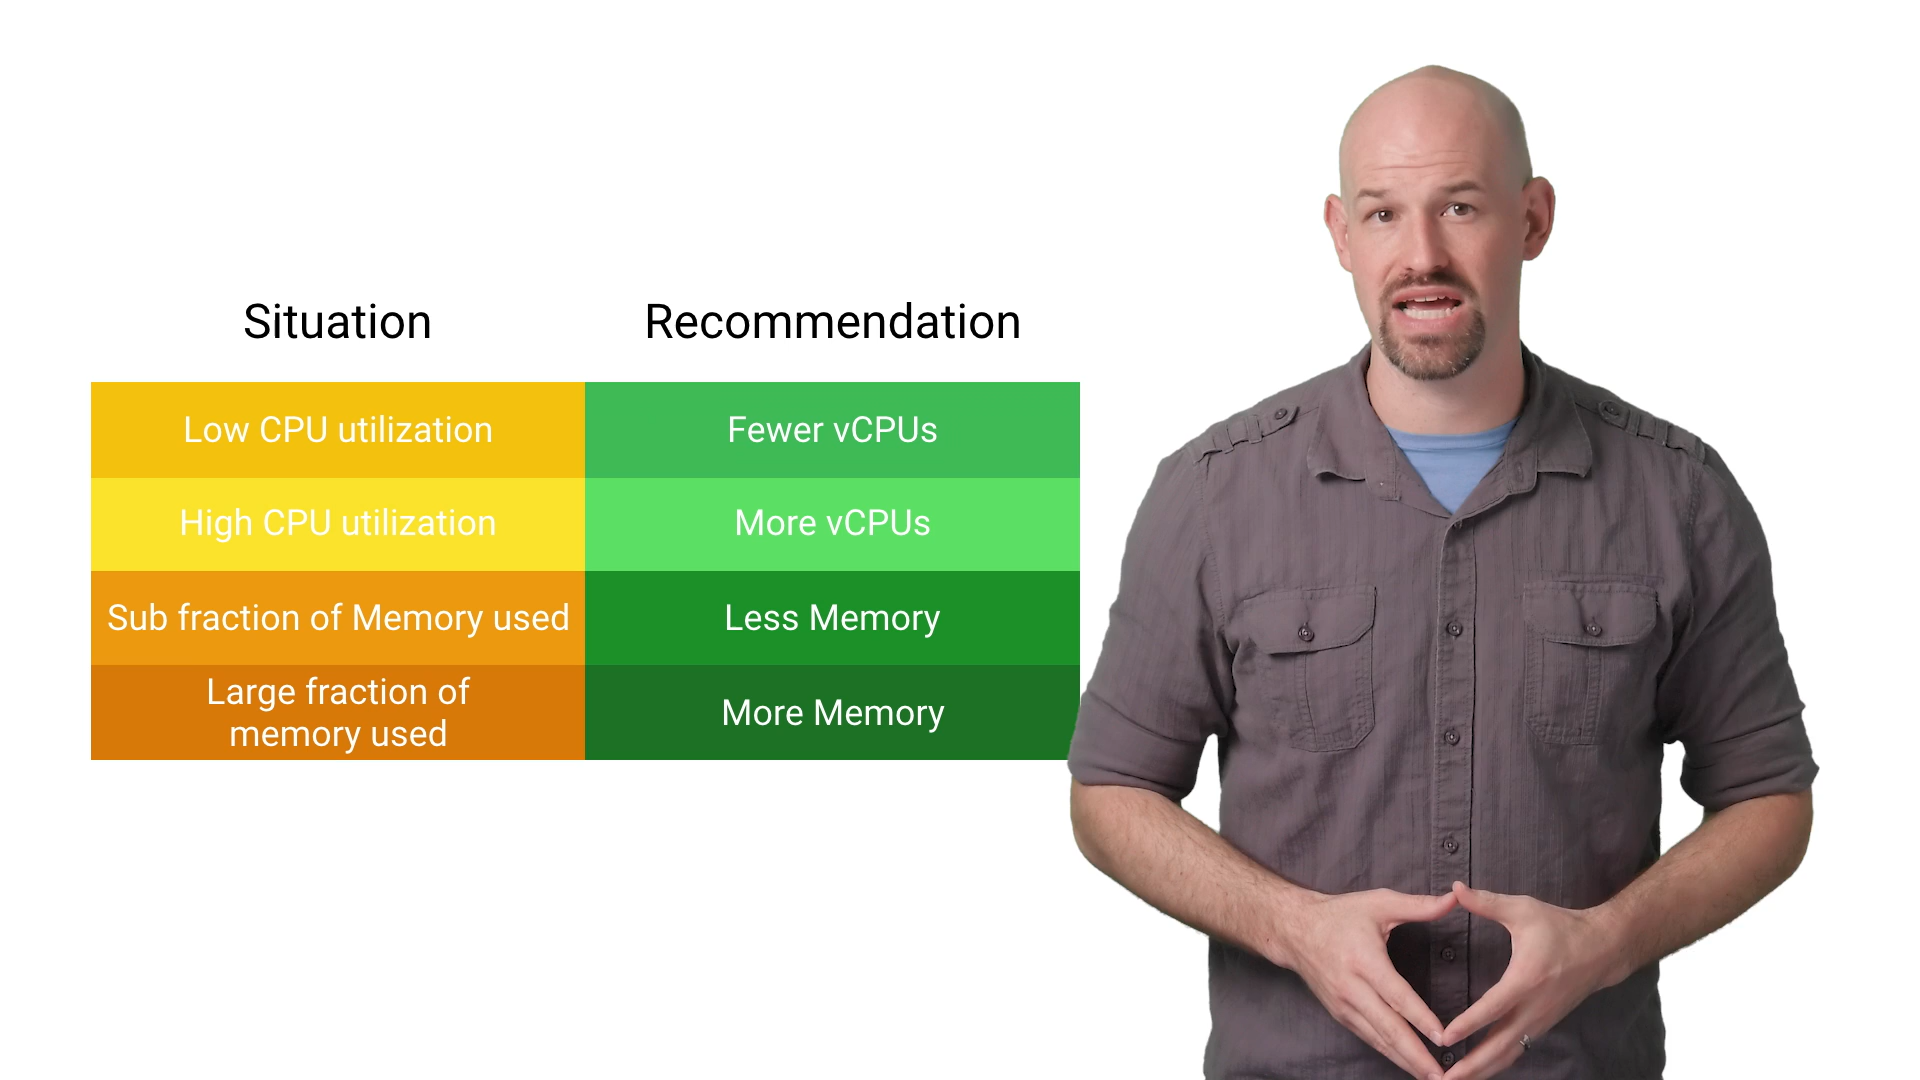 Situation Recommendation
Low CPU utilization Fewer vCPUs
High CPU utilization More vCPUs
Sub fraction of Memory used Less Memory
Large fraction of
memory used
More Memory